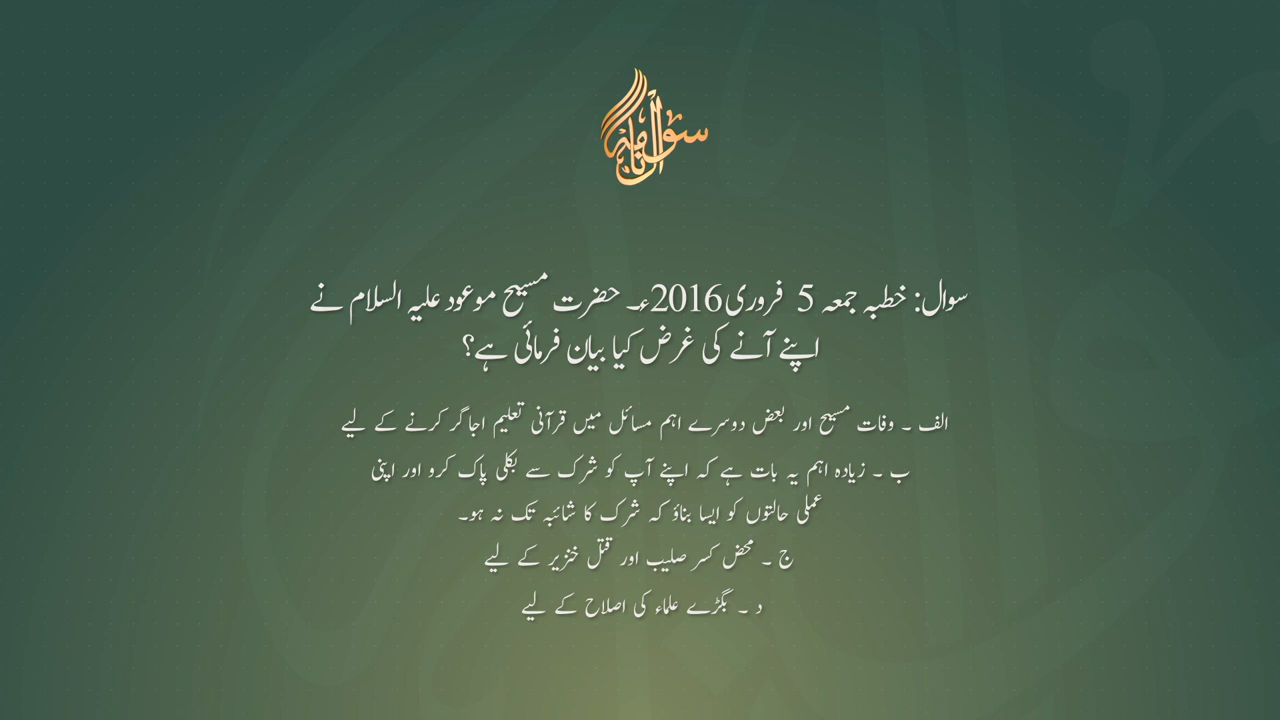 سوالنامہ
سوال: خطبہ جمعہ 5 فروری 2016ء۔ حضرت مسیح موعود علیہ السلام نے
اپنے آنے کی غرض کیا بیان فرمائی ہے؟
الف ۔ وفات مسیح اور بعض دوسرے اہم مسائل میں قرآنی تعلیم اجاگر کرنے کے لیے
ب ۔ زیادہ اہم یہ بات ہے کہ اپنے آپ کو شرک سے بکلی پاک کرو اور اپنی
عملی حالتوں کو ایسا بناؤ کہ شرک کا شائبہ تک نہ ہو۔
ج ۔ محض کسر صلیب اور قتل خنزیر کے لیے
د ۔ بگڑے علماء کی اصلاح کے لیے